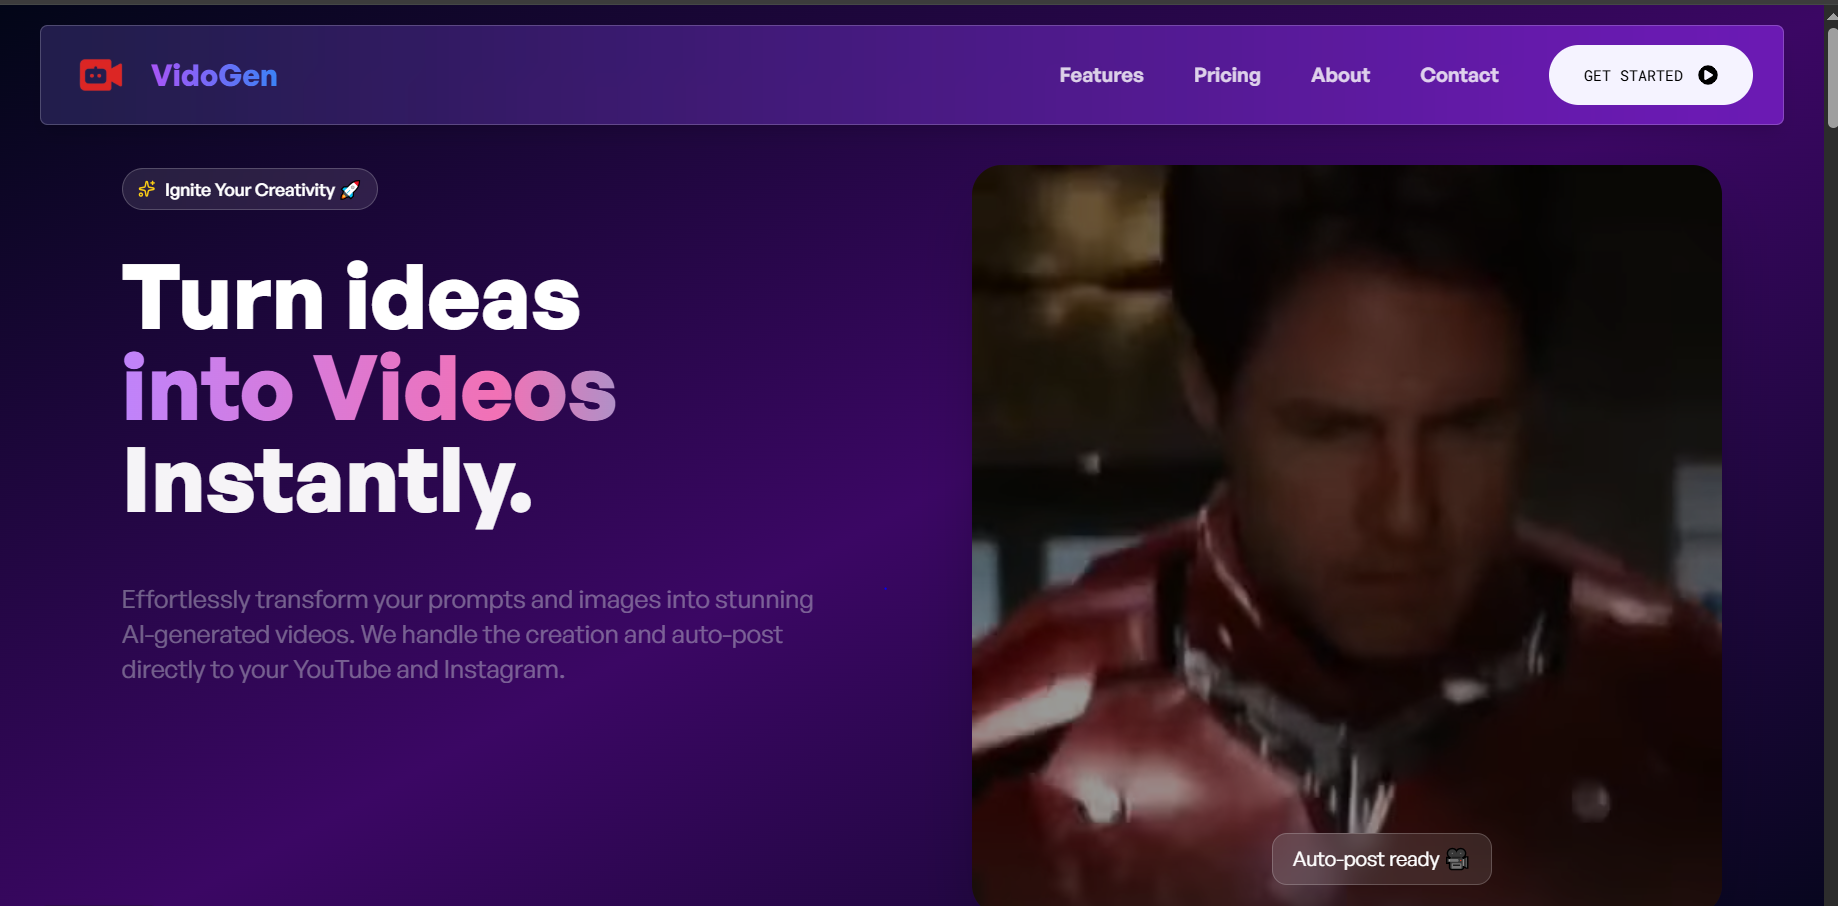 VidoGen
Features
Pricing
About
Contact
GET STARTED
Ignite Your Creativity
Turn ideas
into Videos
Instantly.
Effortlessly transform your prompts and images into stunning
AI-generated videos. We handle the creation and auto-post
directly to your YouTube and Instagram.
Auto-post ready